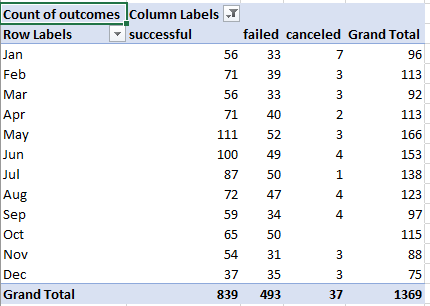 Count of outcomes Column Labels
Row Labels successful failed canceled Grand Total
Jan 56 33 7 96
Feb 71 39 3 113
Mar 56 33 3 92
Apr 71 40 2 113
May 111 52 3 166
Jun 100 49 4 153
Jul 87 50 1 138
Aug 72 47 4 123
Sep 59 34 4 97
Oct 65 50 115
Nov 54 31 3 88
Dec 37 35 3 75
Grand Total 839 493 37 1369